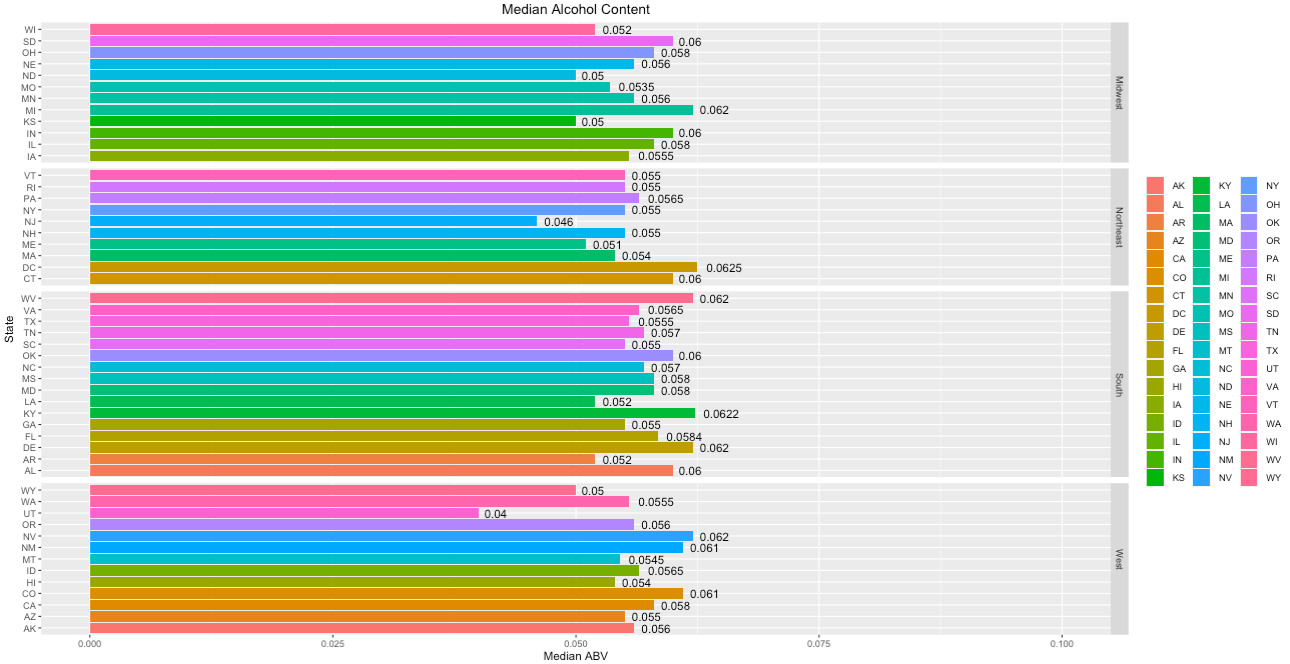 Median Alcohol Content
WI 0.052
SD 0.06
OH 0.058
NE 0.056
ND 0.05
MO 0.0535
MN 0.056
MI 0.062
KS 0.05
IN 0.06
IL 0.058
IA 0.0555
Midwest
VT 0.055
RI 0.055
PA 0.0565
NY 0.055
NJ 0.046
NH 0.055
ME 0.051
MA 0.054
DC 0.0625
CT 0.06
Northeast
WV 0.062
VA 0.0565
TX 0.0555
TN 0.057
SC 0.055
OK 0.06
NC 0.057
MS 0.058
MD 0.058
LA 0.052
KY 0.0622
GA 0.055
FL 0.0584
DE 0.062
AR 0.052
AL 0.06
South
WY 0.05
WA 0.0555
UT 0.04
OR 0.056
NV 0.062
NM 0.061
MT 0.0545
ID 0.0565
HI 0.054
CO 0.061
CA 0.058
AZ 0.055
AK 0.056
West
State
0.000 0.025 0.050 0.075 0.100
Median ABV
AK KY NY
AL LA OH
AR MA OK
AZ MD OR
CA ME PA
CO MI RI
CT MN SC
DC MO SD
DE MS TN
FL MT TX
GA NC UT
HI ND VA
IA NE VT
ID NH WA
IL NJ WI
IN NM WV
KS NV WY